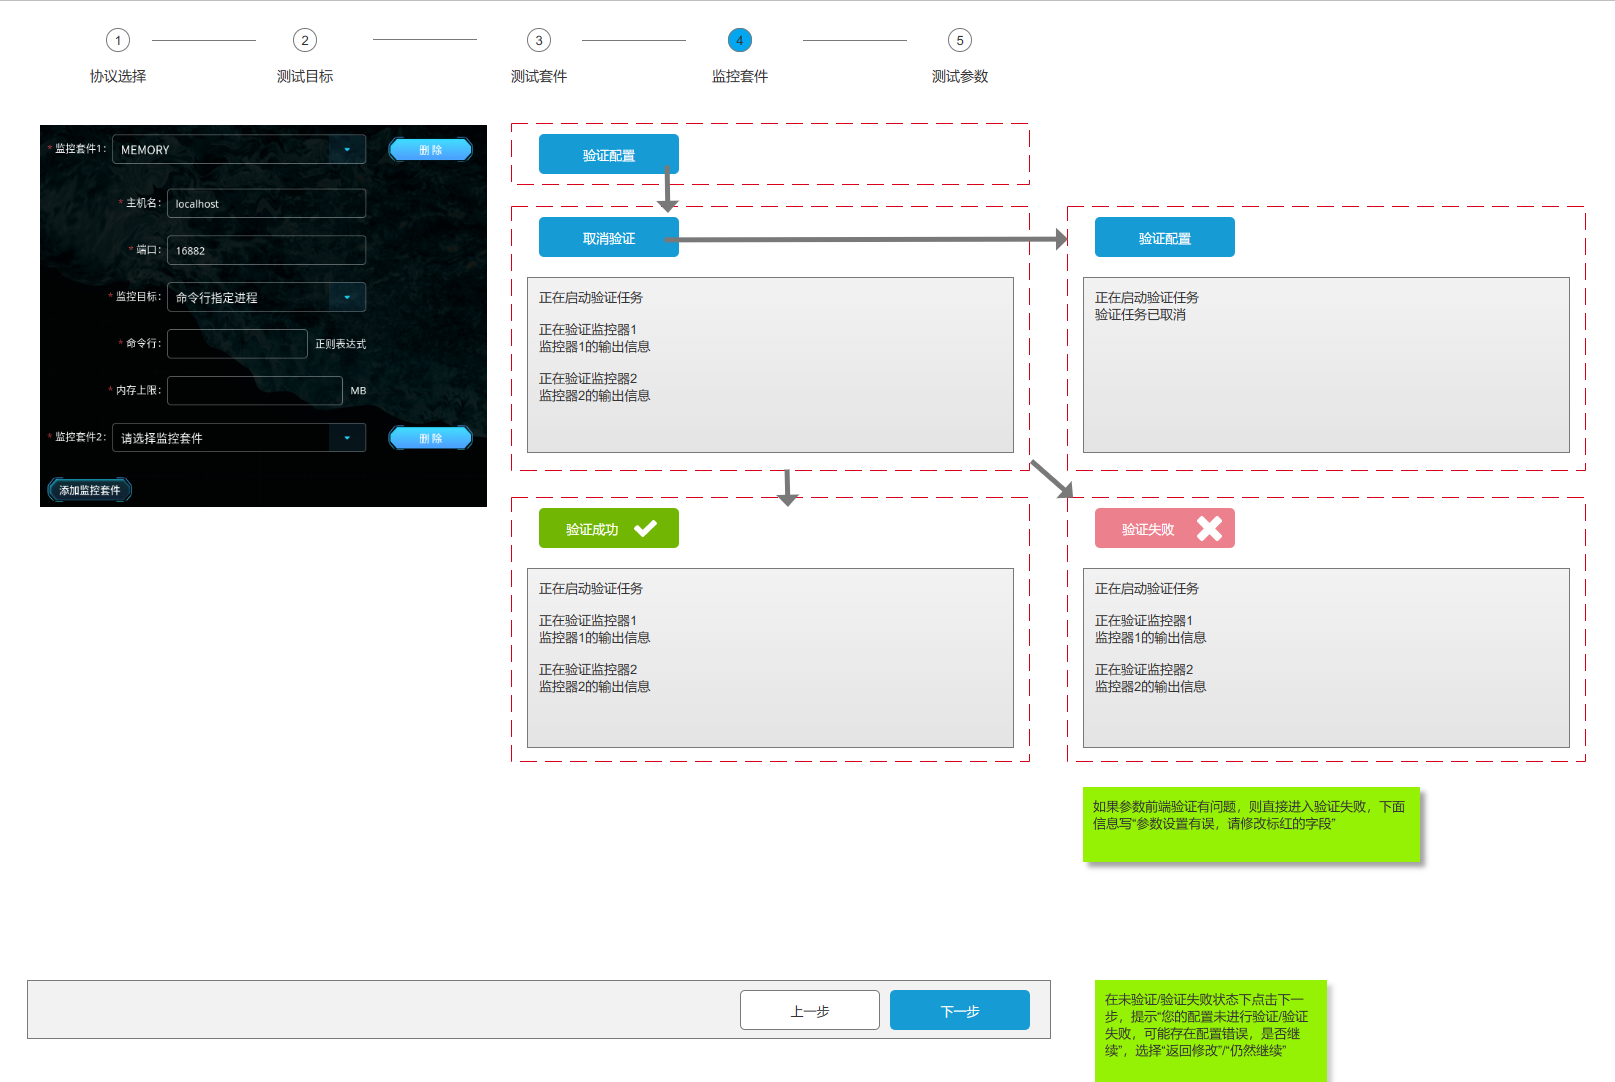 1
2
3
4
5
协议选择
测试目标
测试套件
监控套件
测试参数
* 监控套件1: MEMORY 删 除
* 主机名: localhost
* 端口: 16882
* 监控目标: 命令行指定进程
* 命令行: 正则表达式
* 内存上限: MB
* 监控套件2: 请选择监控套件 删 除
添加监控套件
验证配置
取消验证
正在启动验证任务
正在验证监控器1
监控器1的输出信息
正在验证监控器2
监控器2的输出信息
验证配置
正在启动验证任务
验证任务已取消
验证成功
正在启动验证任务
正在验证监控器1
监控器1的输出信息
正在验证监控器2
监控器2的输出信息
验证失败
正在启动验证任务
正在验证监控器1
监控器1的输出信息
正在验证监控器2
监控器2的输出信息
如果参数前端验证有问题，则直接进入验证失败，下面
信息写“参数设置有误，请修改标红的字段”
上一步
下一步
在未验证/验证失败状态下点击下一
步，提示“您的配置未进行验证/验证
失败，可能存在配置错误，是否继
续”，选择“返回修改”/“仍然继续”